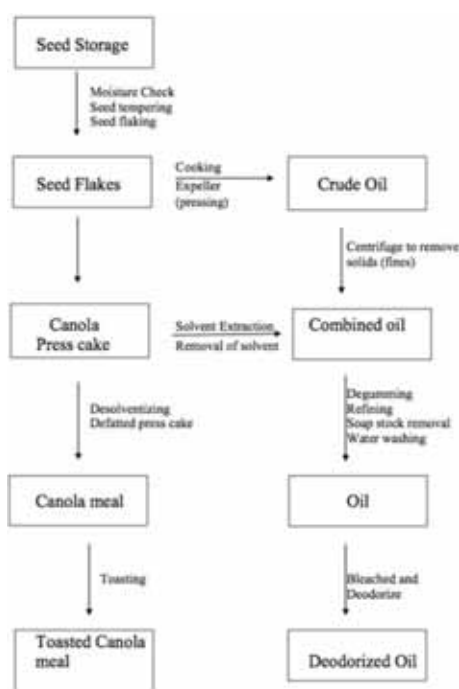 Seed Storage
Moisture Check
Seed tempering
Seed flaking
Seed Flakes
Cooking
Expeller
(pressing)
Crude Oil
Centrifuge to remove
solids (fines)
Canola
Press cake
Solvent Extraction
Removal of solvent
Combined oil
Desolventizing
Defatted press cake
Degumming
Refining
Soap stock removal
Water washing
Canola meal
Oil
Toasting
Bleached and
Deodorize
Toasted Canola
meal
Deodorized Oil